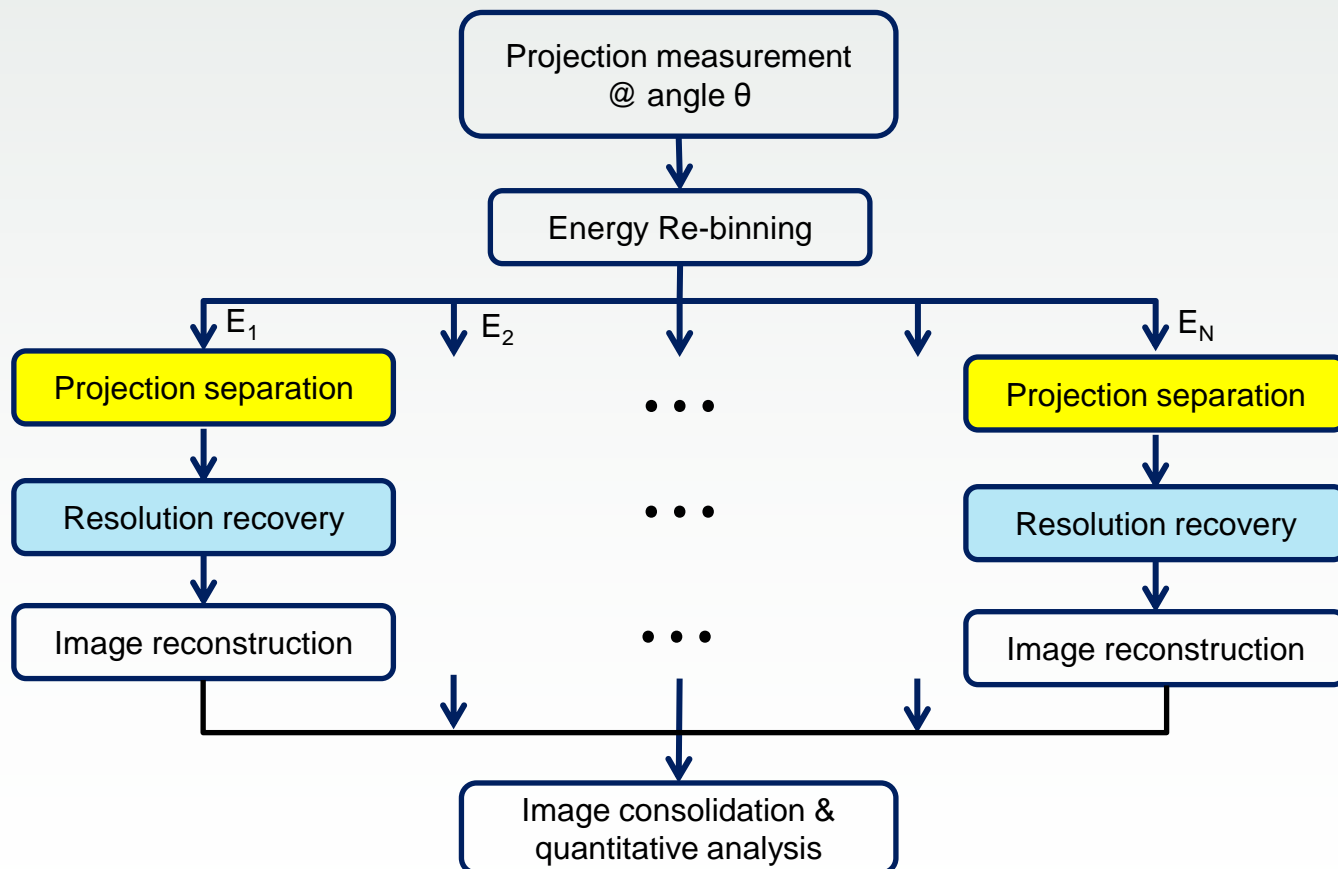 Projection measurement
@ angle θ
Energy Re-binning
E₁
E₂
E_N
Projection separation
• • •
Projection separation
Resolution recovery
• • •
Resolution recovery
Image reconstruction
• • •
Image reconstruction
Image consolidation &
quantitative analysis